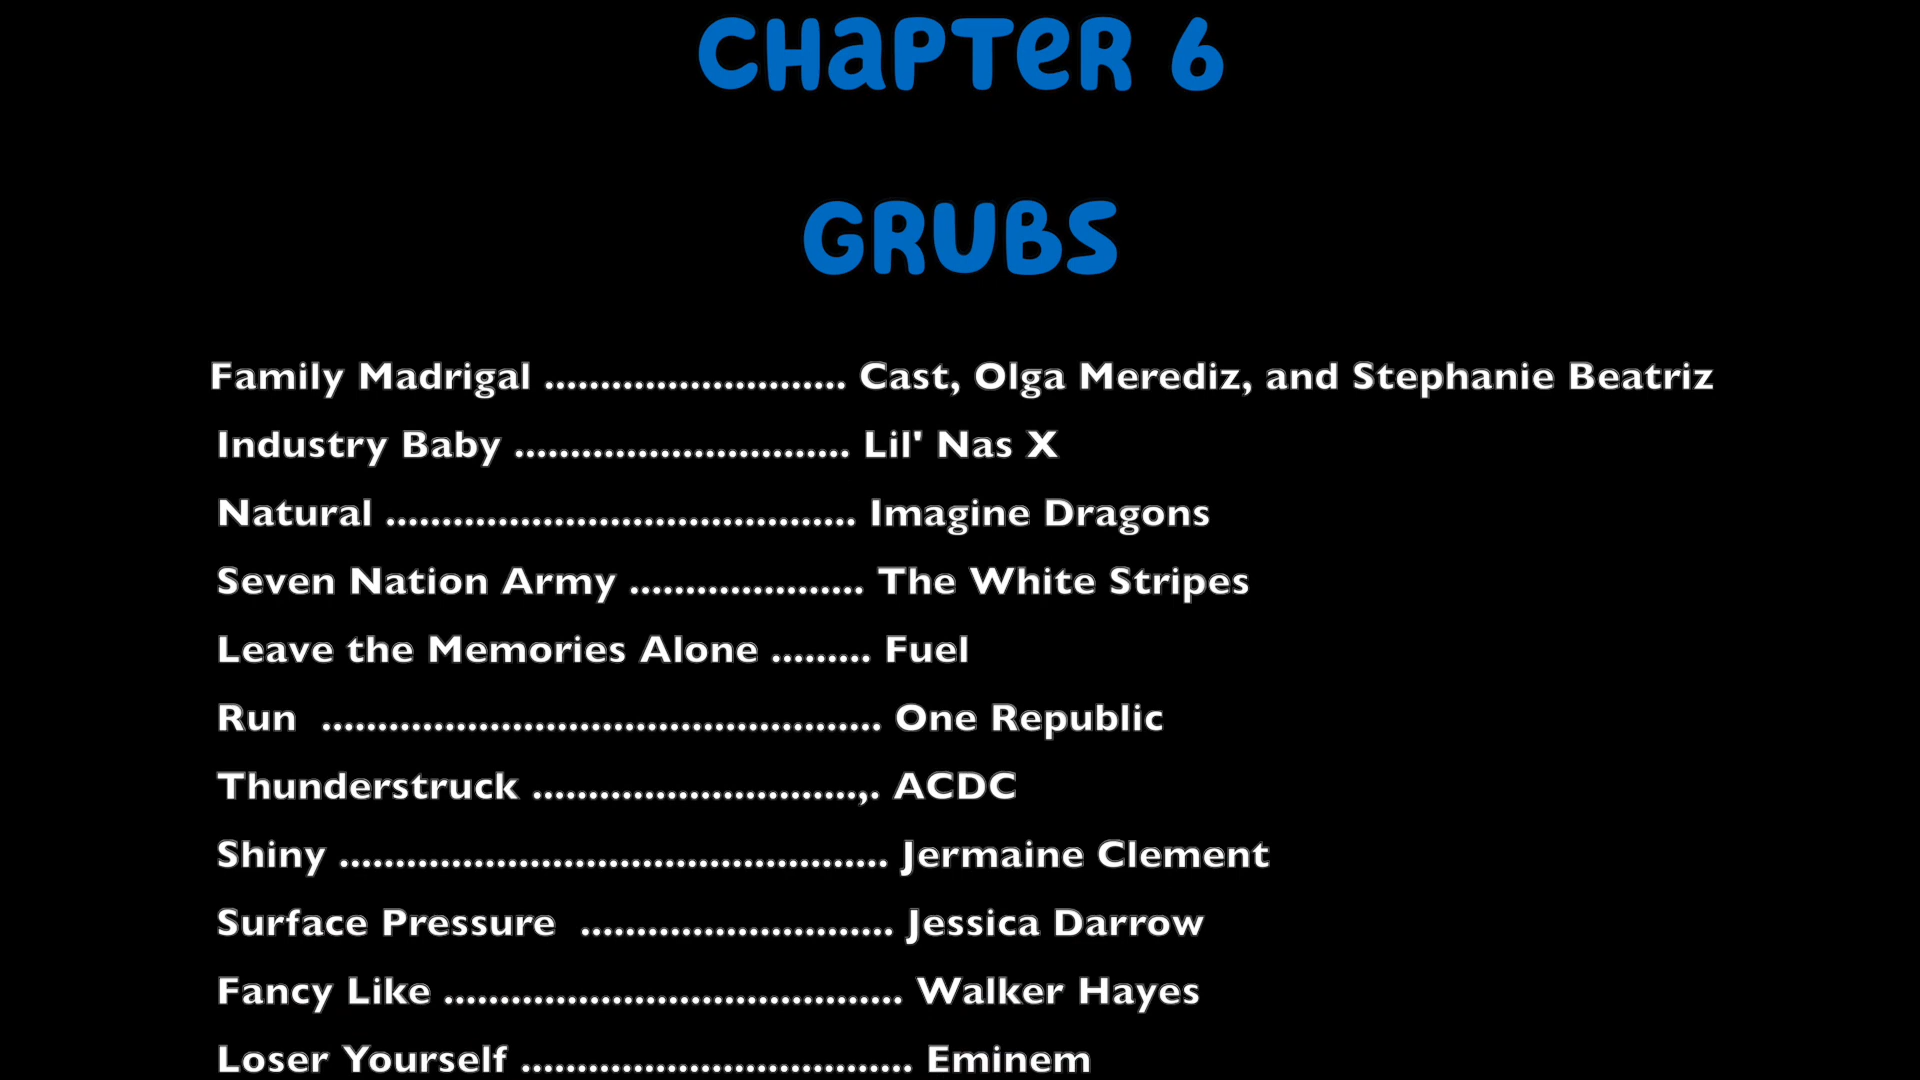 CHAPTER 6
GRUBS
Family Madrigal ........................... Cast, Olga Merediz, and Stephanie Beatriz
Industry Baby .............................. Lil' Nas X
Natural .......................................... Imagine Dragons
Seven Nation Army ..................... The White Stripes
Leave the Memories Alone ......... Fuel
Run .................................................. One Republic
Thunderstruck .............................,. ACDC
Shiny ................................................. Jermaine Clement
Surface Pressure ............................ Jessica Darrow
Fancy Like ......................................... Walker Hayes
Loser Yourself ................................... Eminem